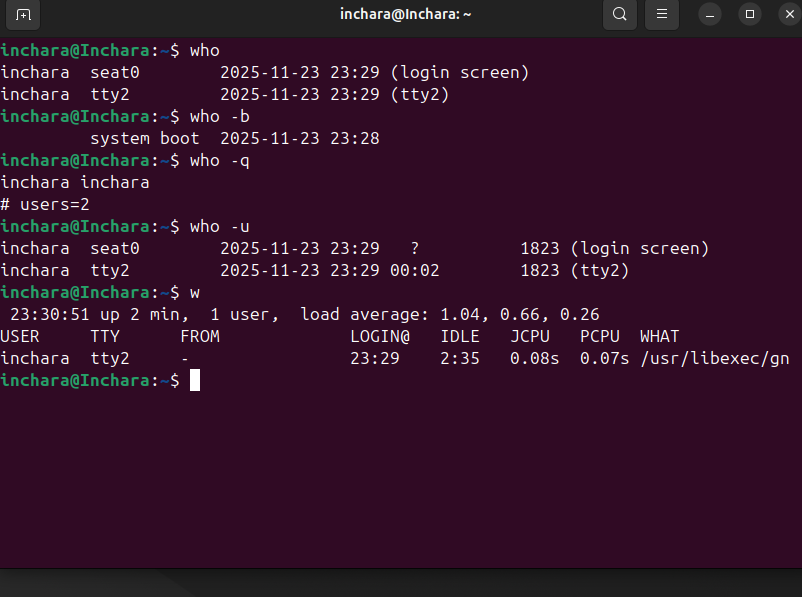 inchara@Inchara: ~
inchara@Inchara:~$ who
inchara  seat0        2025-11-23 23:29 (login screen)
inchara  tty2         2025-11-23 23:29 (tty2)
inchara@Inchara:~$ who -b
         system boot  2025-11-23 23:28
inchara@Inchara:~$ who -q
inchara inchara
# users=2
inchara@Inchara:~$ who -u
inchara  seat0        2025-11-23 23:29   ?          1823 (login screen)
inchara  tty2         2025-11-23 23:29 00:02        1823 (tty2)
inchara@Inchara:~$ w
 23:30:51 up 2 min,  1 user,  load average: 1.04, 0.66, 0.26
USER     TTY      FROM             LOGIN@   IDLE   JCPU   PCPU  WHAT
inchara  tty2     -                23:29    2:35   0.08s  0.07s /usr/libexec/gn
inchara@Inchara:~$